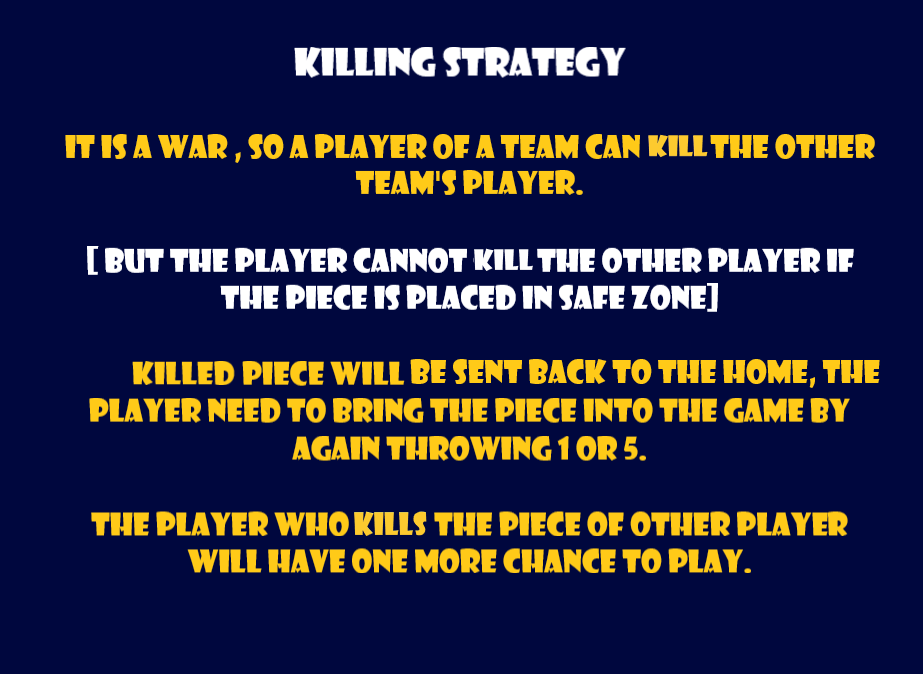 KILLING STRATEGY
IT IS A WAR , SO A PLAYER OF A TEAM CAN KILL THE OTHER
TEAM'S PLAYER.
[ BUT THE PLAYER CANNOT KILL THE OTHER PLAYER IF
THE PIECE IS PLACED IN SAFE ZONE]
KILLED PIECE WILL BE SENT BACK TO THE HOME, THE
PLAYER NEED TO BRING THE PIECE INTO THE GAME BY
AGAIN THROWING 1 OR 5.
THE PLAYER WHO KILLS THE PIECE OF OTHER PLAYER
WILL HAVE ONE MORE CHANCE TO PLAY.